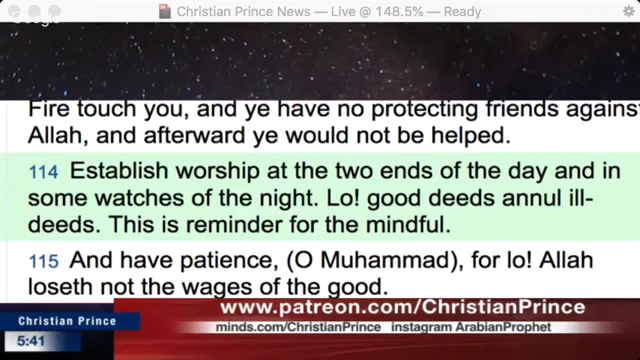 Christian Prince News — Live @ 148.5% — Ready
Google
Fire touch you, and ye have no protecting friends against
Allah, and afterward ye would not be helped.
114 Establish worship at the two ends of the day and in
some watches of the night. Lo! good deeds annul ill-
deeds. This is reminder for the mindful.
115 And have patience, (O Muhammad), for lo! Allah
loseth not the wages of the good.
www.patreon.com/ChristianPrince
Christian Prince
minds.com/ChristianPrince instagram ArabianProphet
5:41